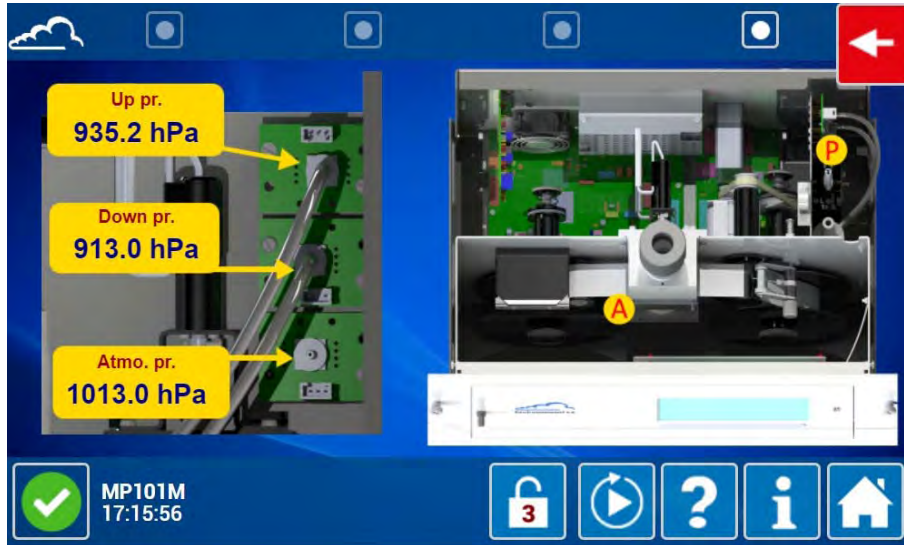 Up pr.
935.2 hPa
Down pr.
913.0 hPa
Atmo. pr.
1013.0 hPa
P
A
MP101M
17:15:56
3
?
i